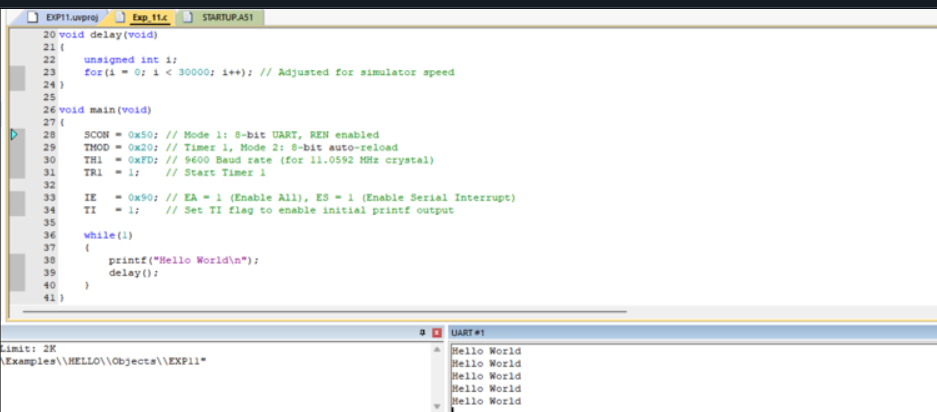 EXP11.uvproj Exp_11.c STARTUP.A51
20 void delay(void)
21 {
22 unsigned int i;
23 for(i = 0; i < 30000; i++); // Adjusted for simulator speed
24 }
25
26 void main(void)
27 {
28 SCON = 0x50; // Mode 1: 8-bit UART, REN enabled
29 TMOD = 0x20; // Timer 1, Mode 2: 8-bit auto-reload
30 TH1 = 0xFD; // 9600 Baud rate (for 11.0592 MHz crystal)
31 TR1 = 1; // Start Timer 1
32
33 IE = 0x90; // EA = 1 (Enable All), ES = 1 (Enable Serial Interrupt)
34 TI = 1; // Set TI flag to enable initial printf output
35
36 while(1)
37 {
38 printf("Hello World\n");
39 delay();
40 }
41 }
UART #1
Limit: 2K
\Examples\\HELLO\\Objects\\EXP11"
Hello World
Hello World
Hello World
Hello World
Hello World